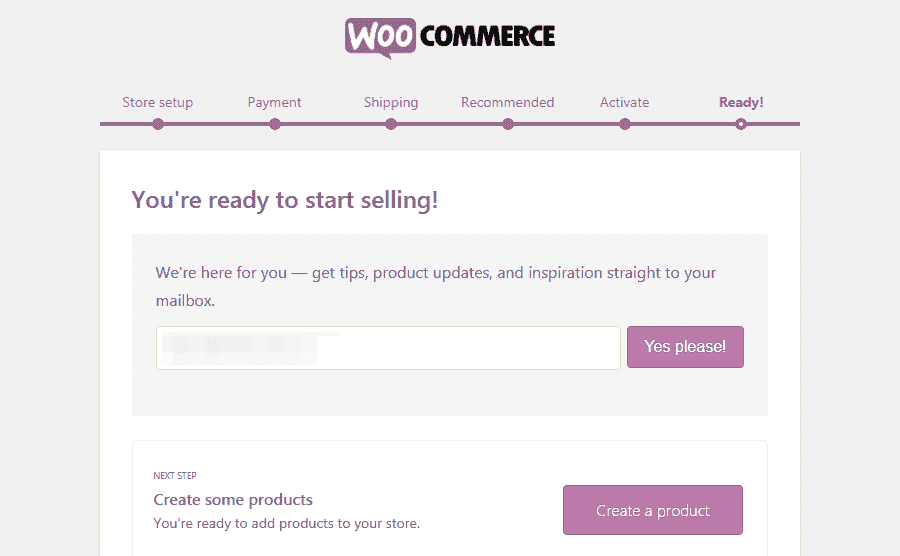 WOO COMMERCE
Store setup Payment Shipping Recommended Activate Ready!
You're ready to start selling!
We're here for you — get tips, product updates, and inspiration straight to your
mailbox.
Yes please!
NEXT STEP
Create some products
You're ready to add products to your store.
Create a product